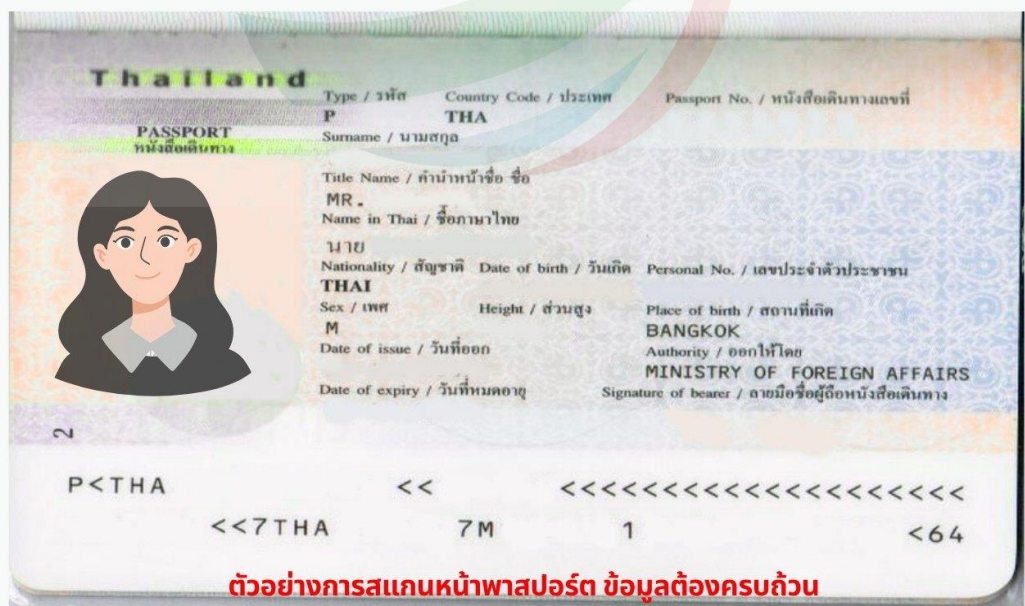 Thailand
PASSPORT
หนังสือเดินทาง
Type / รหัส Country Code / ประเทศ Passport No. / หนังสือเดินทางเลขที่
P THA
Surname / นามสกุล
Title Name / คำนำหน้าชื่อ ชื่อ
MR.
Name in Thai / ชื่อภาษาไทย
นาย
Nationality / สัญชาติ Date of birth / วันเกิด Personal No. / เลขประจำตัวประชาชน
THAI
Sex / เพศ Height / ส่วนสูง Place of birth / สถานที่เกิด
M BANGKOK
Date of issue / วันที่ออก Authority / ออกให้โดย
MINISTRY OF FOREIGN AFFAIRS
Date of expiry / วันที่หมดอายุ Signature of bearer / ลายมือชื่อผู้ถือหนังสือเดินทาง
2
P<THA << <<<<<<<<<<<<<<<<<<<<
<<7THA 7M 1 <64
ตัวอย่างการสแกนหน้าพาสปอร์ต ข้อมูลต้องครบถ้วน